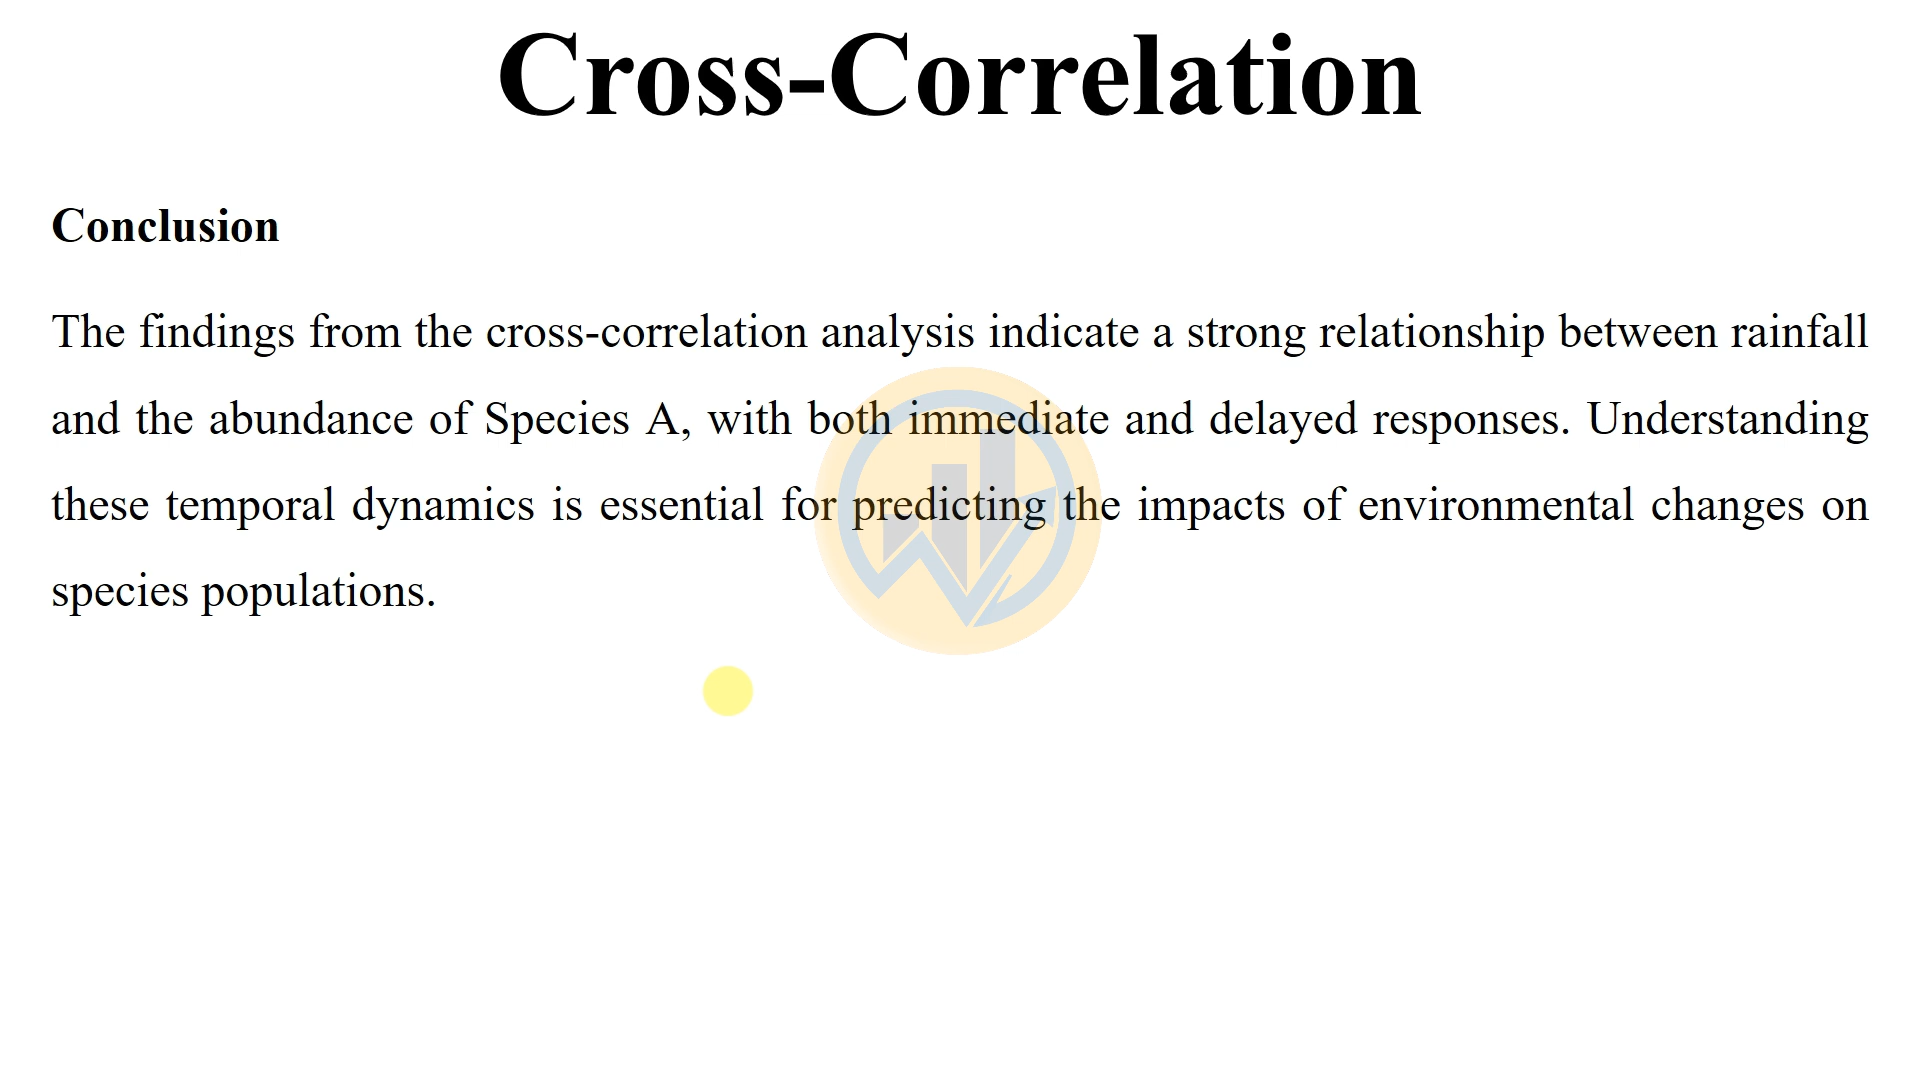 Cross-Correlation
Conclusion
The findings from the cross-correlation analysis indicate a strong relationship between rainfall
and the abundance of Species A, with both immediate and delayed responses. Understanding
these temporal dynamics is essential for predicting the impacts of environmental changes on
species populations.